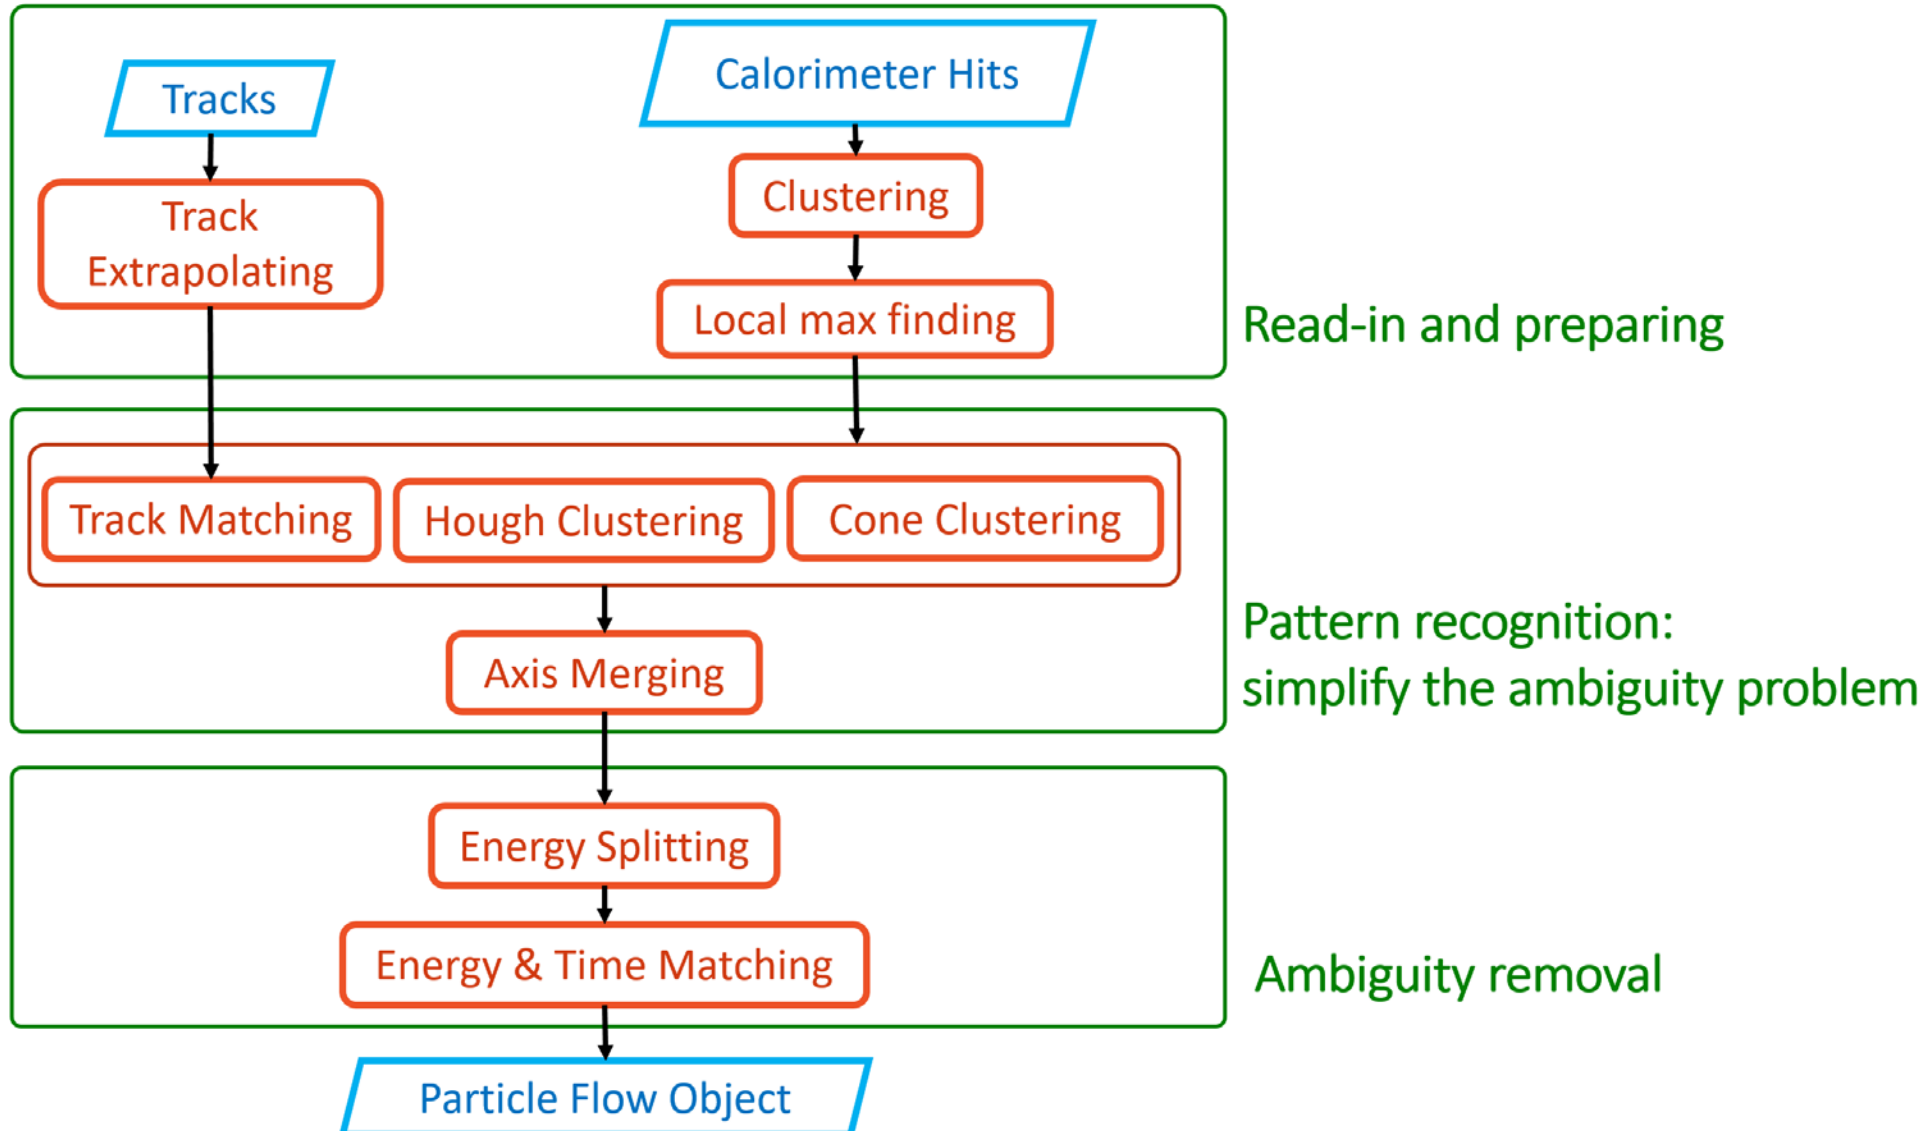 Tracks
Calorimeter Hits
Track
Extrapolating
Clustering
Local max finding
Read-in and preparing
Track Matching
Hough Clustering
Cone Clustering
Axis Merging
Pattern recognition:
simplify the ambiguity problem
Energy Splitting
Energy & Time Matching
Ambiguity removal
Particle Flow Object